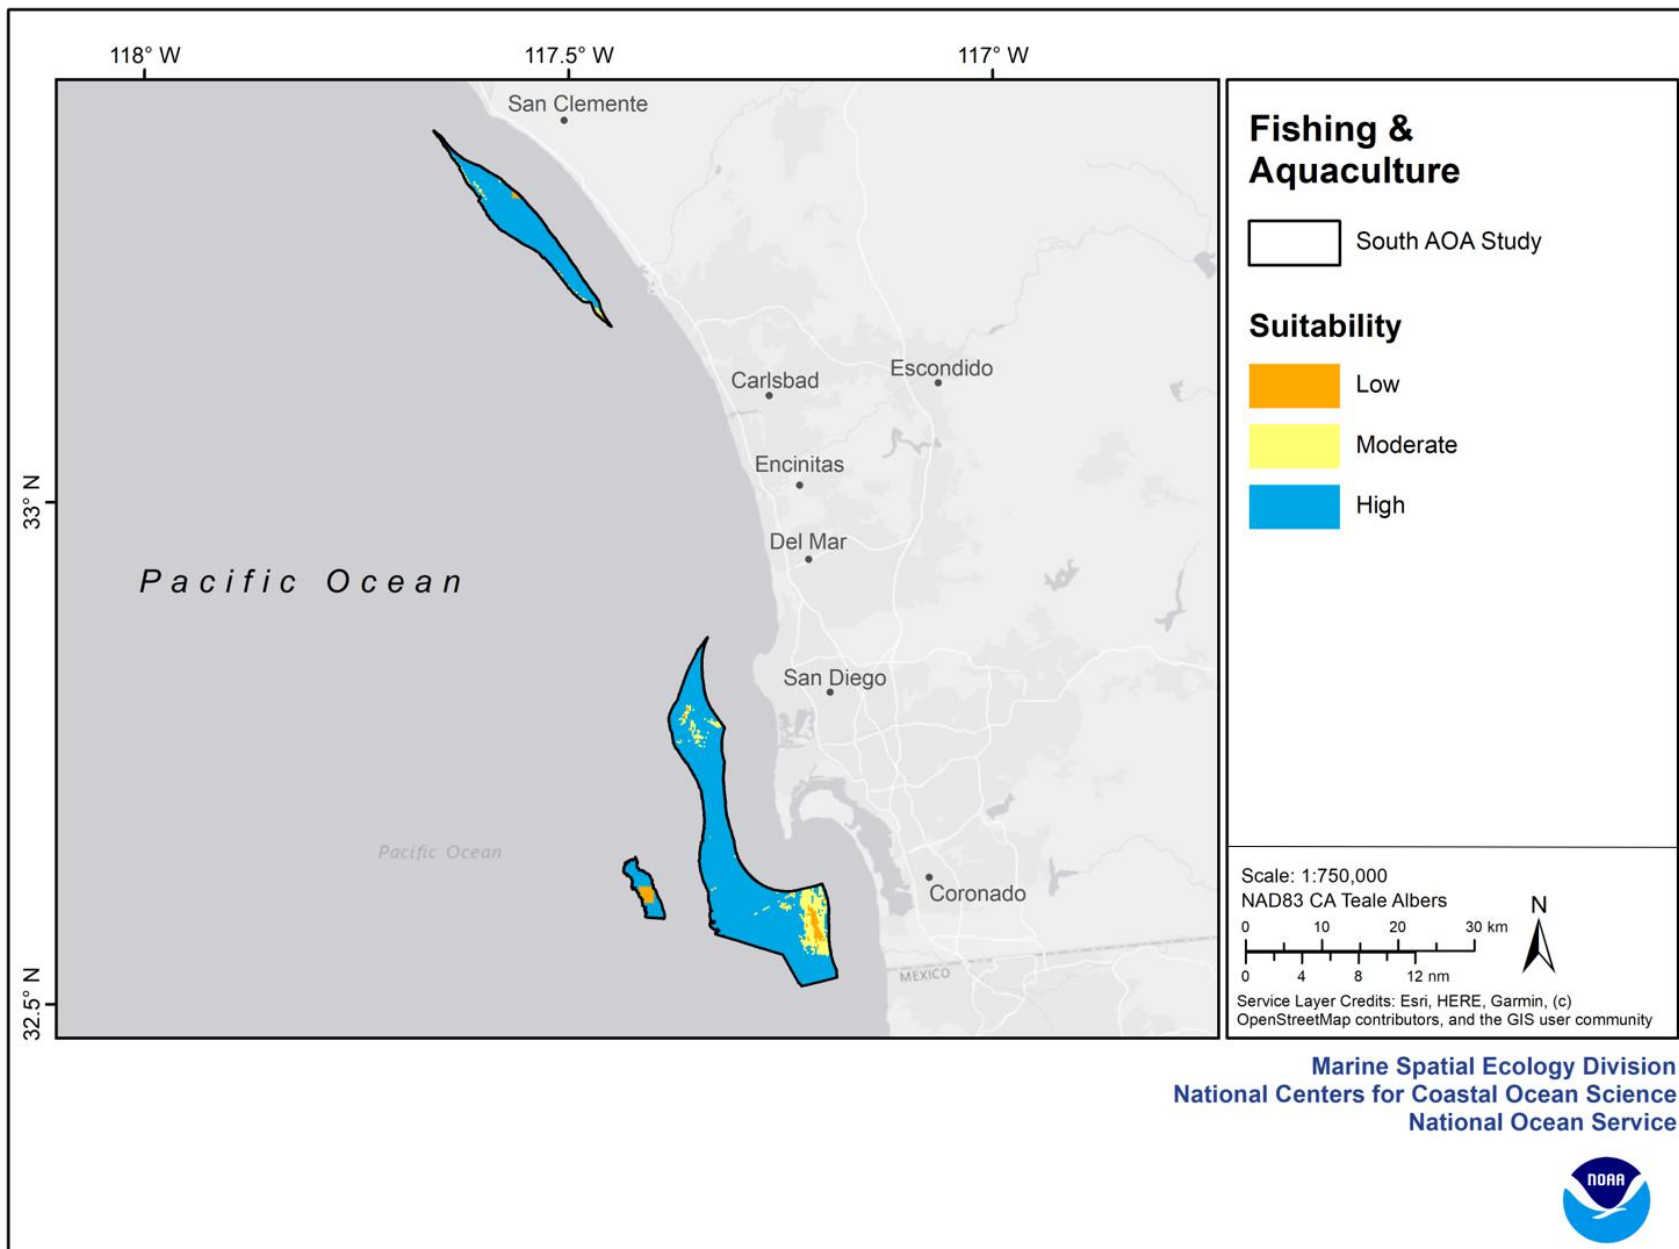 118° W
117.5° W
117° W
33° N
32.5° N
San Clemente
Carlsbad
Escondido
Encinitas
Del Mar
San Diego
Coronado
MEXICO
Pacific Ocean
Pacific Ocean
Fishing &
Aquaculture
South AOA Study
Suitability
Low
Moderate
High
Scale: 1:750,000
NAD83 CA Teale Albers
0 10 20 30 km
0 4 8 12 nm
N
Service Layer Credits: Esri, HERE, Garmin, (c)
OpenStreetMap contributors, and the GIS user community
Marine Spatial Ecology Division
National Centers for Coastal Ocean Science
National Ocean Service
NOAA